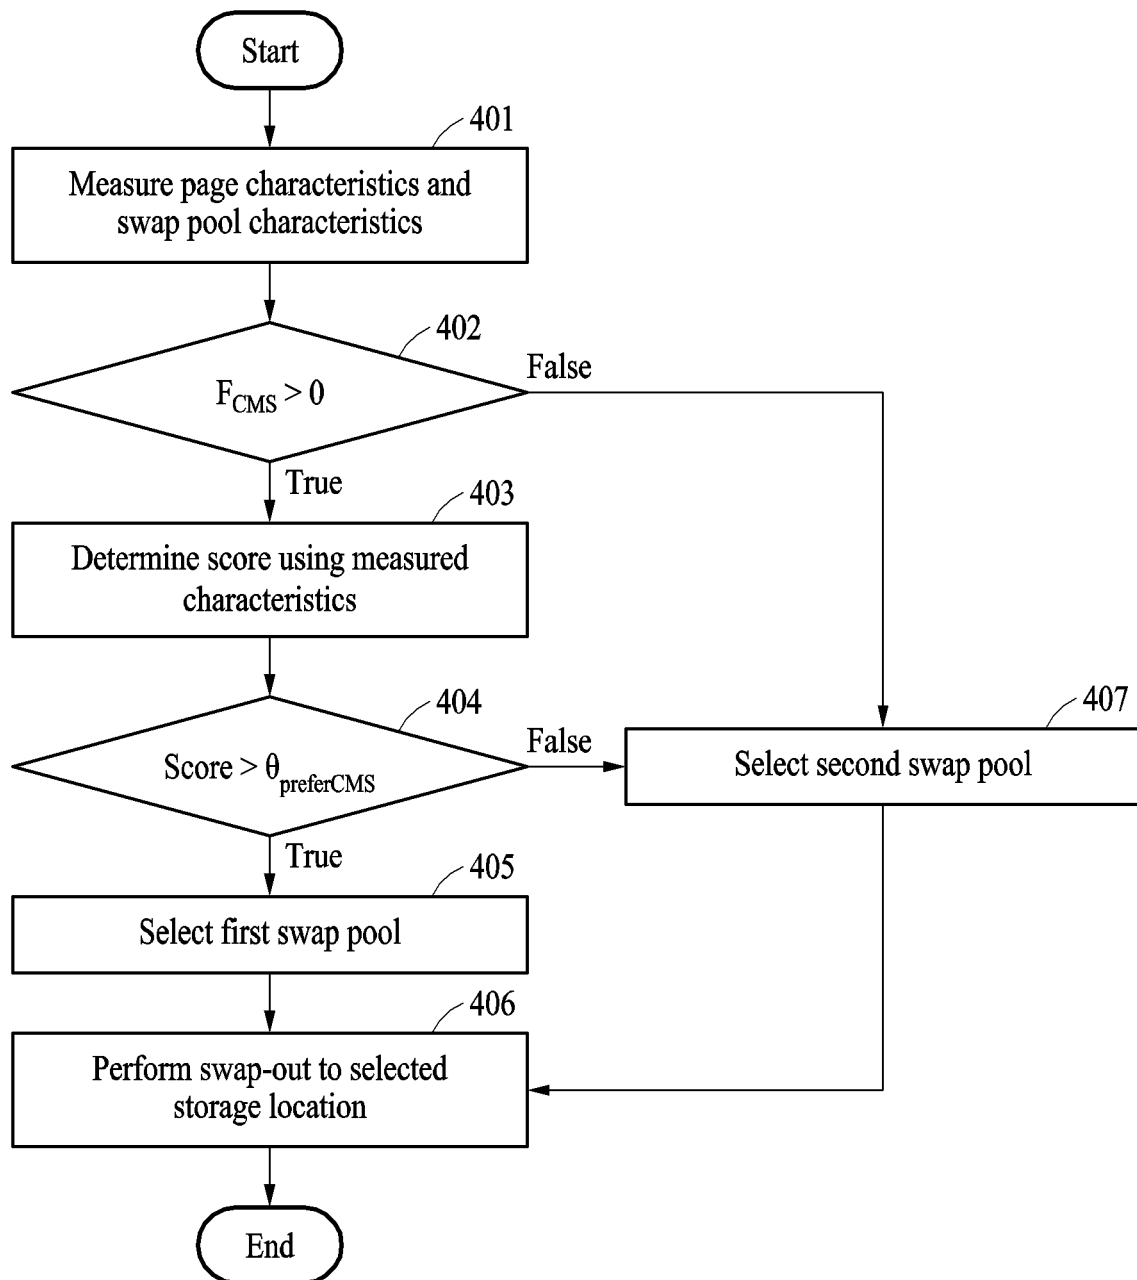 Start
401
Measure page characteristics and
swap pool characteristics
402
F_CMS > 0
False
True
403
Determine score using measured
characteristics
404
Score > θ_preferCMS
False
407
Select second swap pool
True
405
Select first swap pool
406
Perform swap-out to selected
storage location
End